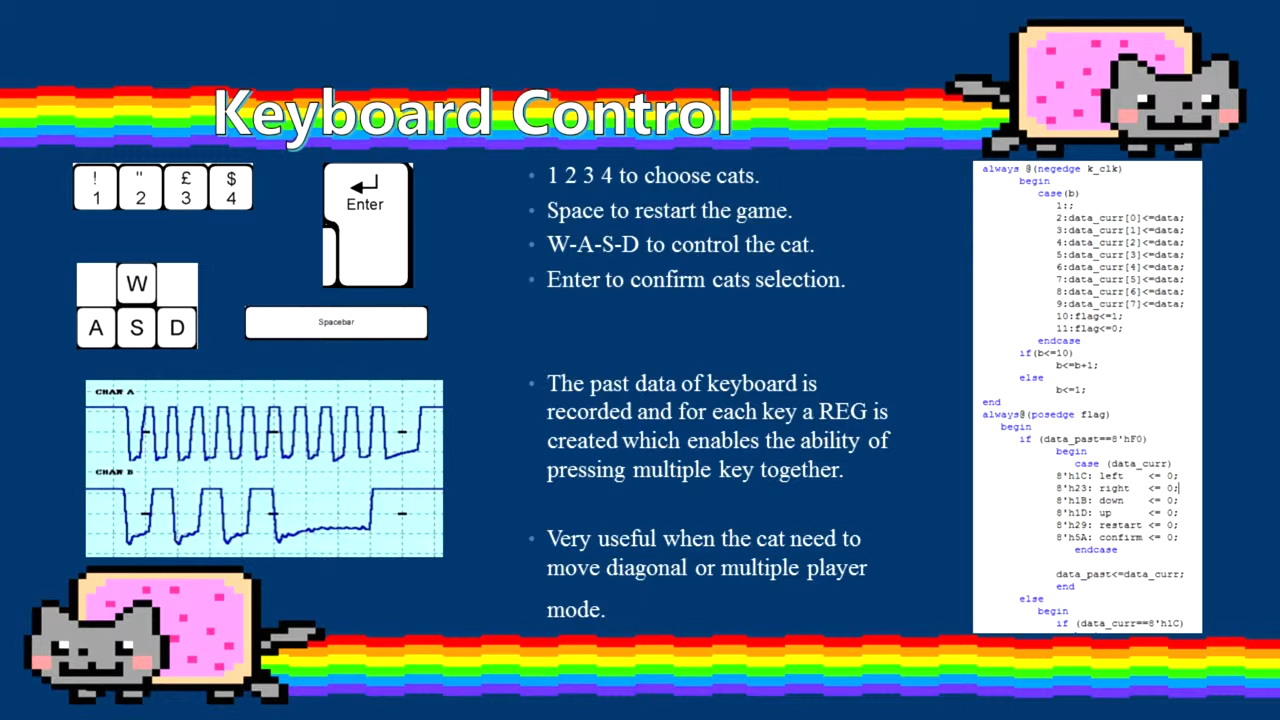 Keyboard Control
! " £ $
1 2 3 4
Enter
W
A S D
Spacebar
CHAN A
CHAN B
• 1 2 3 4 to choose cats.
• Space to restart the game.
• W-A-S-D to control the cat.
• Enter to confirm cats selection.
• The past data of keyboard is
recorded and for each key a REG is
created which enables the ability of
pressing multiple key together.
• Very useful when the cat need to
move diagonal or multiple player
mode.
always @(negedge k_clk)
begin
case(b)
1:;
2:data_curr[0]<=data;
3:data_curr[1]<=data;
4:data_curr[2]<=data;
5:data_curr[3]<=data;
6:data_curr[4]<=data;
7:data_curr[5]<=data;
8:data_curr[6]<=data;
9:data_curr[7]<=data;
10:flag<=1;
11:flag<=0;
endcase
if(b<=10)
b<=b+1;
else
b<=1;
end
always@(posedge flag)
begin
if (data_past==8'hF0)
begin
case (data_curr)
8'h1C: left <= 0;
8'h23: right <= 0;
8'h1B: down <= 0;
8'h1D: up <= 0;
8'h29: restart <= 0;
8'h5A: confirm <= 0;
endcase
data_past<=data_curr;
end
else
begin
if (data_curr==8'h1C)